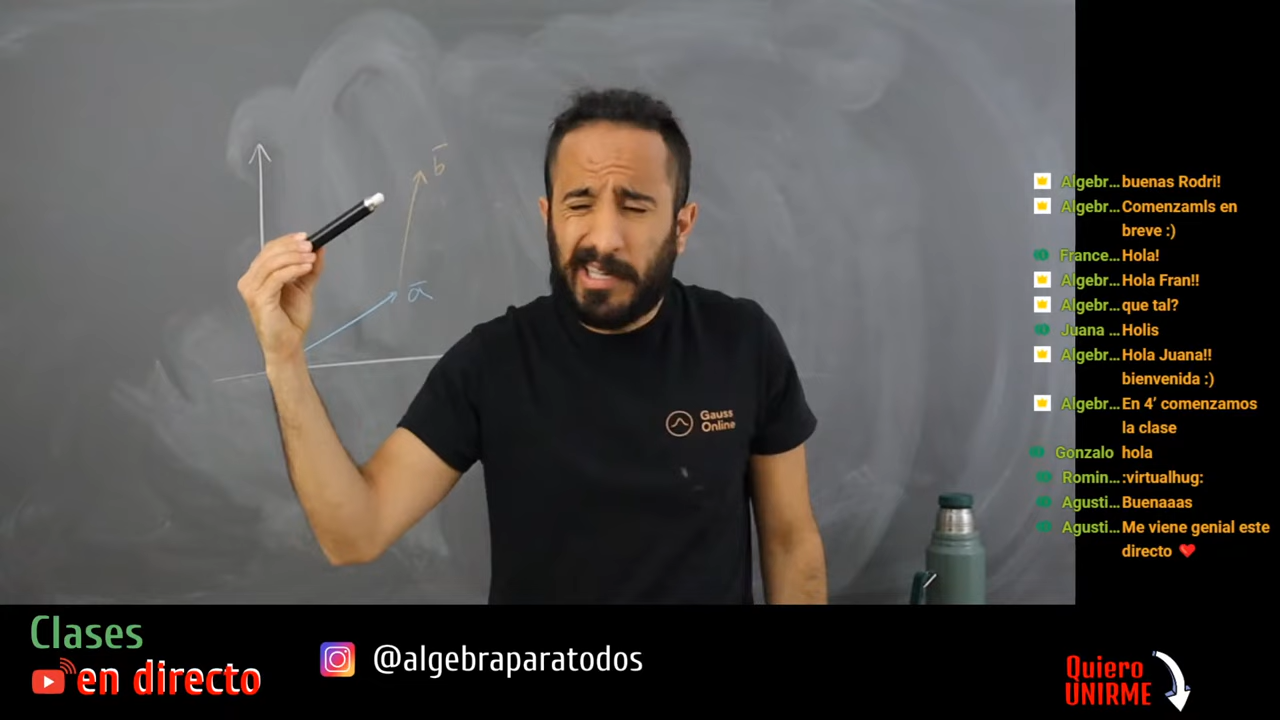 b
a
Gauss
Online
Algebr... buenas Rodri!
Algebr... Comenzamls en
breve :)
France... Hola!
Algebr... Hola Fran!!
Algebr... que tal?
Juana ... Holis
Algebr... Hola Juana!!
bienvenida :)
Algebr... En 4’ comenzamos
la clase
Gonzalo hola
Romin... :virtualhug:
Agusti... Buenaaas
Agusti... Me viene genial este
directo ❤️
Clases
en directo
@algebraparatodos
Quiero
UNIRME